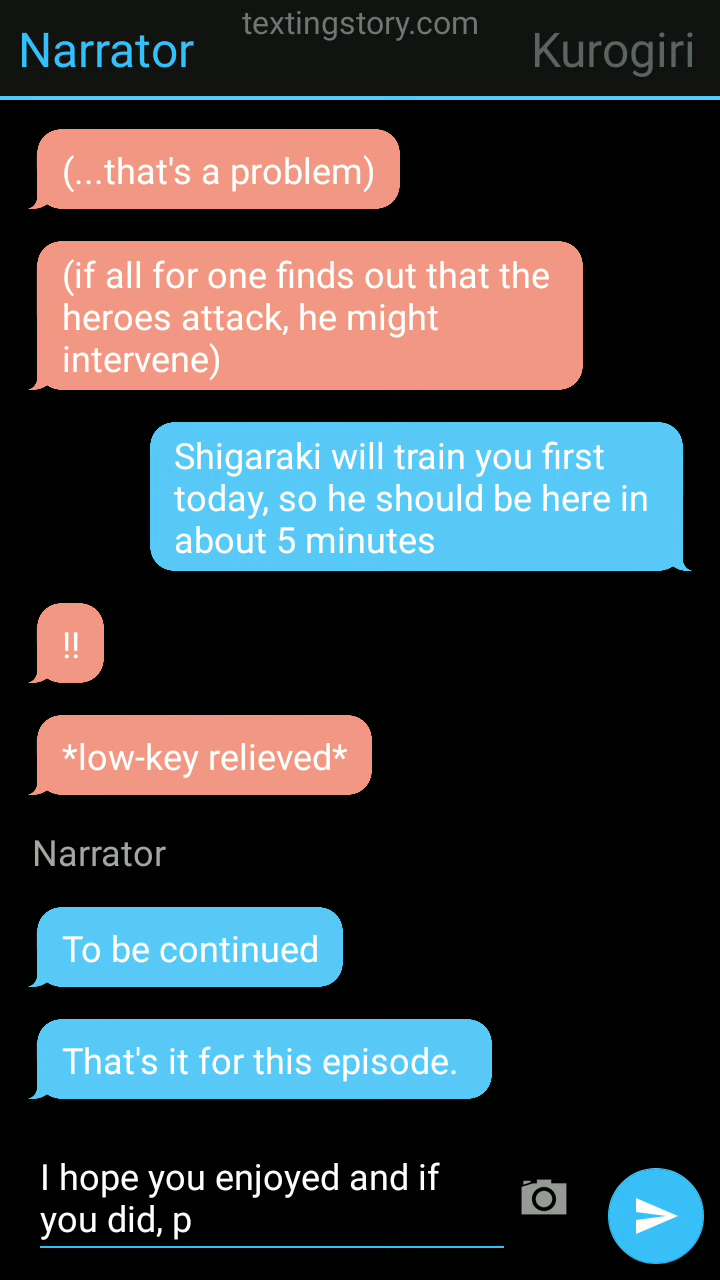 textingstory.com
Narrator
Kurogiri
(...that's a problem)
(if all for one finds out that the
heroes attack, he might
intervene)
Shigaraki will train you first
today, so he should be here in
about 5 minutes
!!
*low-key relieved*
Narrator
To be continued
That's it for this episode.
I hope you enjoyed and if
you did, p